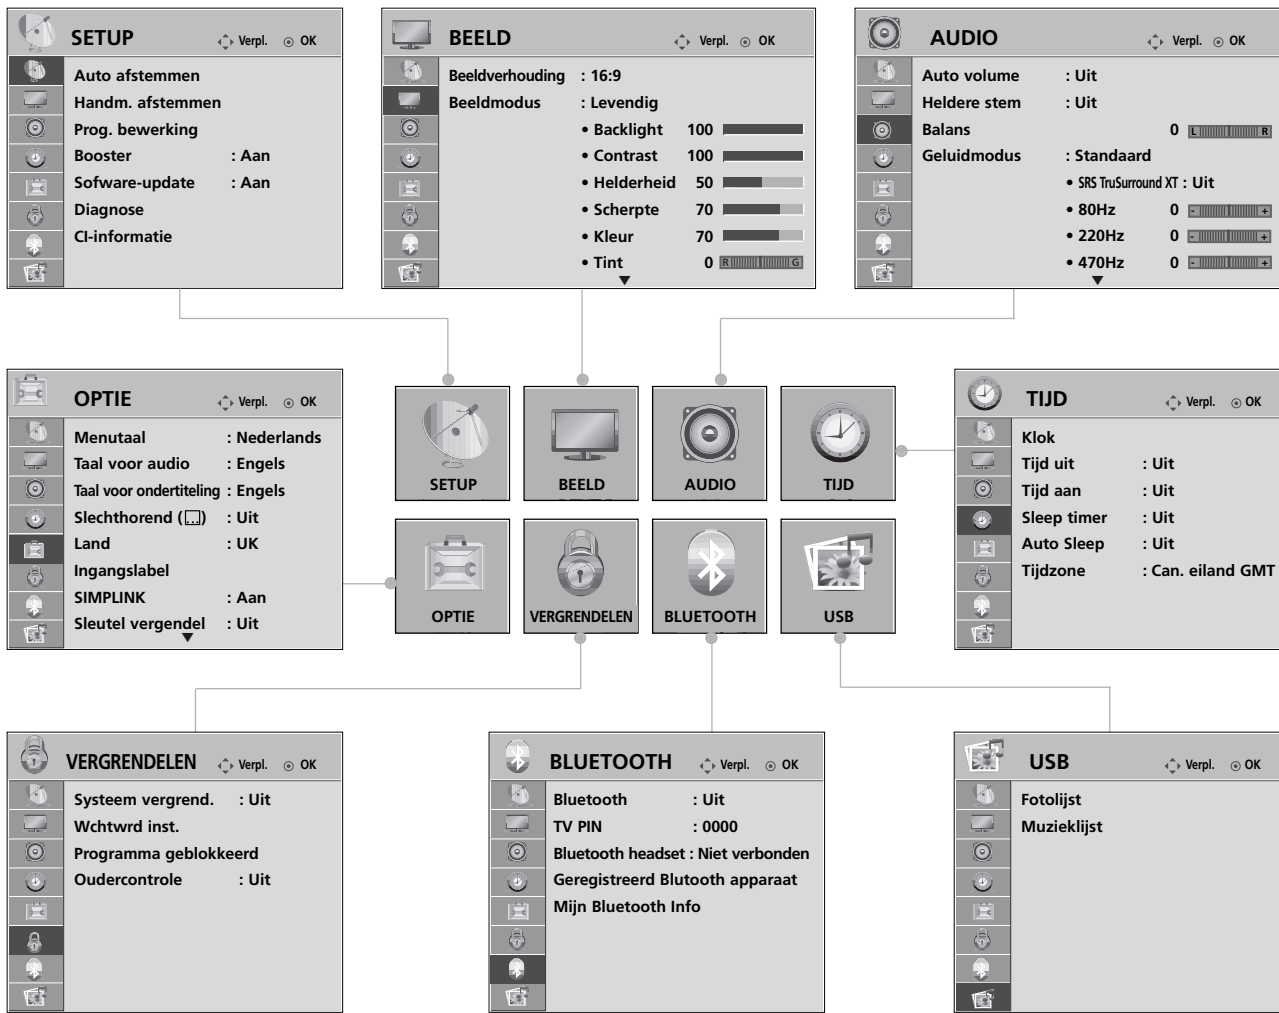 SETUP Verpl. OK
Auto afstemmen
Handm. afstemmen
Prog. bewerking
Booster : Aan
Sofware-update : Aan
Diagnose
CI-informatie
BEELD Verpl. OK
Beeldverhouding : 16:9
Beeldmodus : Levendig
• Backlight 100
• Contrast 100
• Helderheid 50
• Scherpte 70
• Kleur 70
• Tint 0 R G
AUDIO Verpl. OK
Auto volume : Uit
Heldere stem : Uit
Balans 0 L R
Geluidmodus : Standaard
• SRS TruSurround XT : Uit
• 80Hz 0 - +
• 220Hz 0 - +
• 470Hz 0 - +
OPTIE Verpl. OK
Menutaal : Nederlands
Taal voor audio : Engels
Taal voor ondertiteling : Engels
Slechthorend ( ) : Uit
Land : UK
Ingangslabel
SIMPLINK : Aan
Sleutel vergendel : Uit
SETUP
BEELD
AUDIO
TIJD
OPTIE
VERGRENDELEN
BLUETOOTH
USB
TIJD Verpl. OK
Klok
Tijd uit : Uit
Tijd aan : Uit
Sleep timer : Uit
Auto Sleep : Uit
Tijdzone : Can. eiland GMT
VERGRENDELEN Verpl. OK
Systeem vergrend. : Uit
Wchtwrd inst.
Programma geblokkeerd
Oudercontrole : Uit
BLUETOOTH Verpl. OK
Bluetooth : Uit
TV PIN : 0000
Bluetooth headset : Niet verbonden
Geregistreerd Blutooth apparaat
Mijn Bluetooth Info
USB Verpl. OK
Fotolijst
Muzieklijst